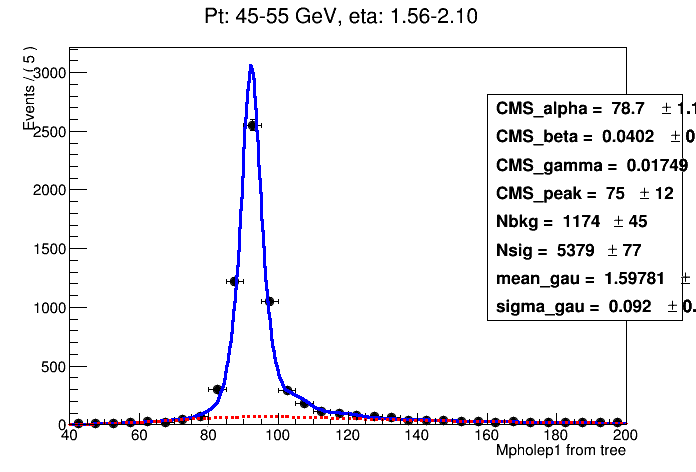 Pt: 45-55 GeV, eta: 1.56-2.10
Events / ( 5 )
3000
2500
2000
1500
1000
500
0
CMS_alpha = 78.7 ± 1.1
CMS_beta = 0.0402 ± 0
CMS_gamma = 0.01749
CMS_peak = 75 ± 12
Nbkg = 1174 ± 45
Nsig = 5379 ± 77
mean_gau = 1.59781 ±
sigma_gau = 0.092 ± 0.
40 60 80 100 120 140 160 180 200
Mpholep1 from tree